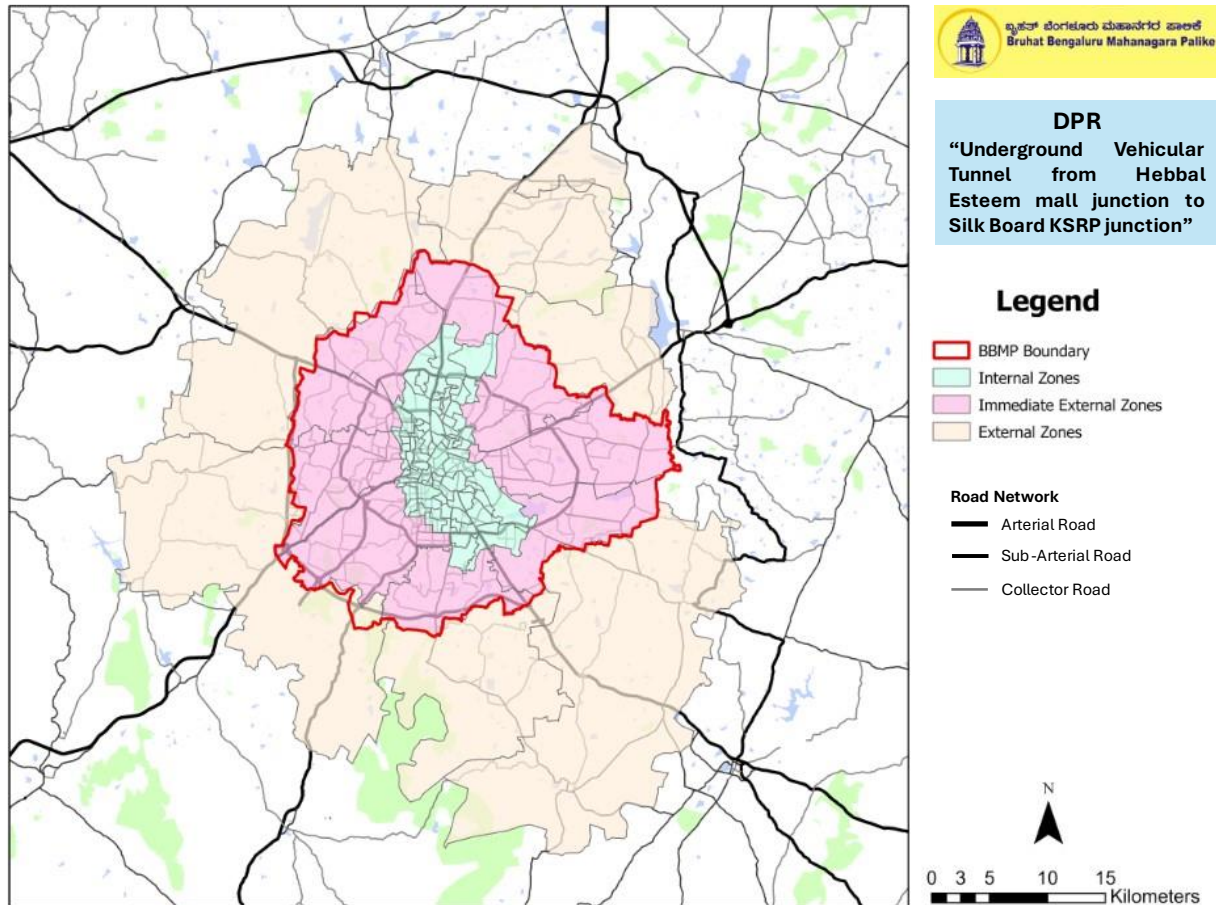 ಬೃಹತ್ ಬೆಂಗಳೂರು ಮಹಾನಗರ ಪಾಲಿಕೆ
Bruhat Bengaluru Mahanagara Palike
DPR
“Underground Vehicular
Tunnel from Hebbal
Esteem mall junction to
Silk Board KSRP junction”
Legend
BBMP Boundary
Internal Zones
Immediate External Zones
External Zones
Road Network
Arterial Road
Sub-Arterial Road
Collector Road
N
0 3 5 10 15
Kilometers